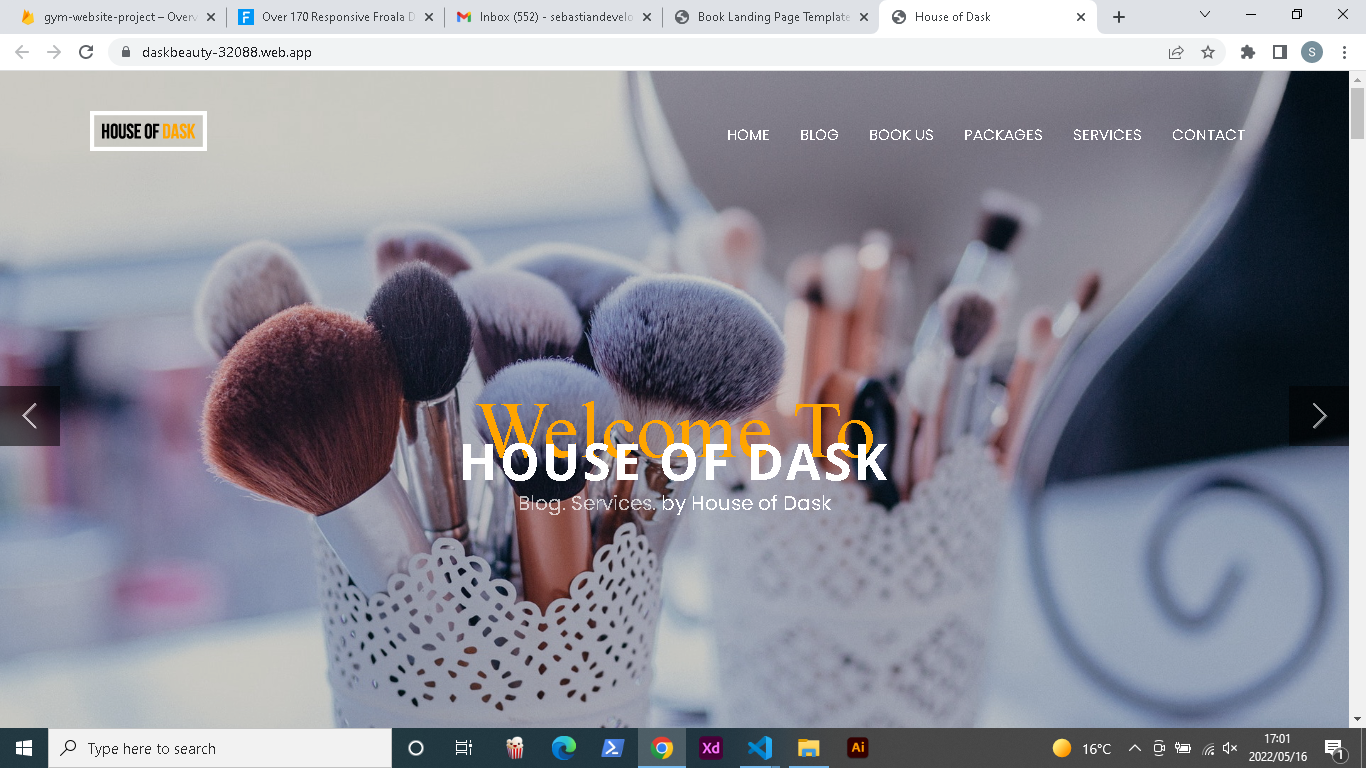 gym-website-project – Overv
Over 170 Responsive Froala D
Inbox (552) - sebastiandevelo
Book Landing Page Template
House of Dask
daskbeauty-32088.web.app
S
HOUSE OF DASK
HOME
BLOG
BOOK US
PACKAGES
SERVICES
CONTACT
Welcome To
HOUSE OF DASK
Blog. Services. by House of Dask
Type here to search
Xd
Ai
16°C
17:01
2022/05/16
1